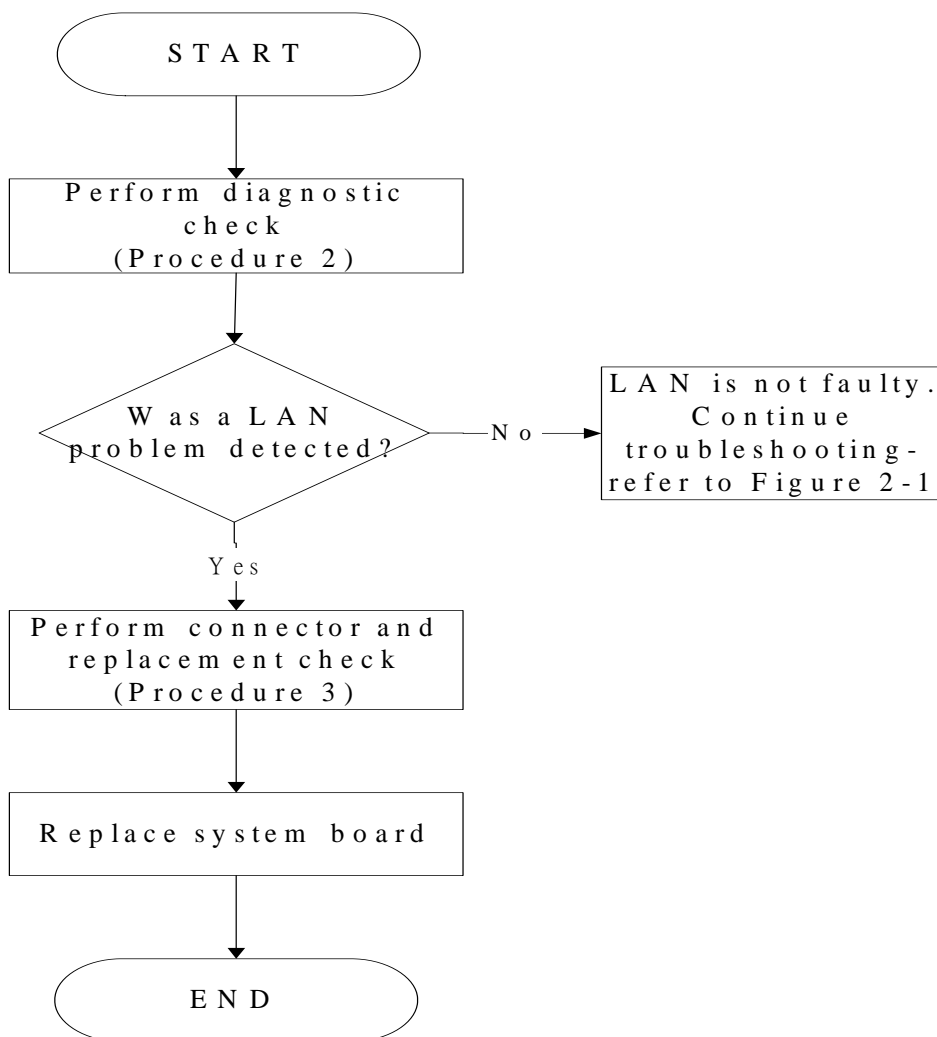 START
Perform diagnostic
check
(Procedure 2)
Was a LAN
problem detected?
No
LAN is not faulty.
Continue
troubleshooting-
refer to Figure 2-1
Yes
Perform connector and
replacement check
(Procedure 3)
Replace system board
END